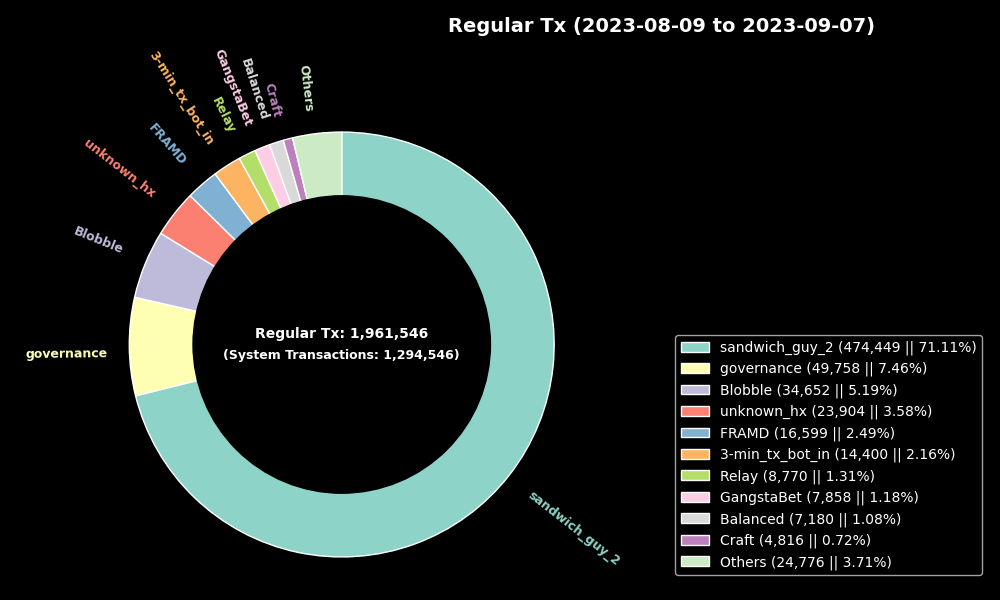 Regular Tx (2023-08-09 to 2023-09-07)
3-min_tx_bot_in
GangstaBet
Balanced
Craft
Others
Relay
FRAMD
unknown_hx
Blobble
governance
Regular Tx: 1,961,546
(System Transactions: 1,294,546)
sandwich_guy_2
sandwich_guy_2 (474,449 || 71.11%)
governance (49,758 || 7.46%)
Blobble (34,652 || 5.19%)
unknown_hx (23,904 || 3.58%)
FRAMD (16,599 || 2.49%)
3-min_tx_bot_in (14,400 || 2.16%)
Relay (8,770 || 1.31%)
GangstaBet (7,858 || 1.18%)
Balanced (7,180 || 1.08%)
Craft (4,816 || 0.72%)
Others (24,776 || 3.71%)